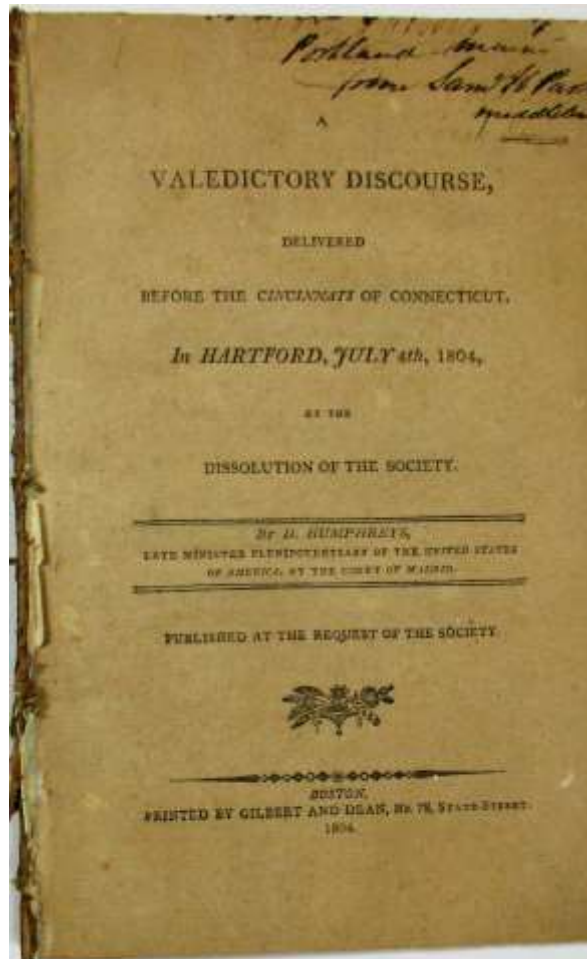 Portland
from Sam H Par
A
VALEDICTORY DISCOURSE,
DELIVERED
BEFORE THE CINCINNATI OF CONNECTICUT,
In HARTFORD, JULY 4th, 1804,
AT THE
DISSOLUTION OF THE SOCIETY.
BY D. HUMPHREYS,
LATE MINISTER PLENIPOTENTIARY OF THE UNITED STATES
OF AMERICA, AT THE COURT OF MADRID.
PUBLISHED AT THE REQUEST OF THE SOCIETY
BOSTON,
PRINTED BY GILBERT AND DEAN, No. 78, STATE-STREET.
1804.